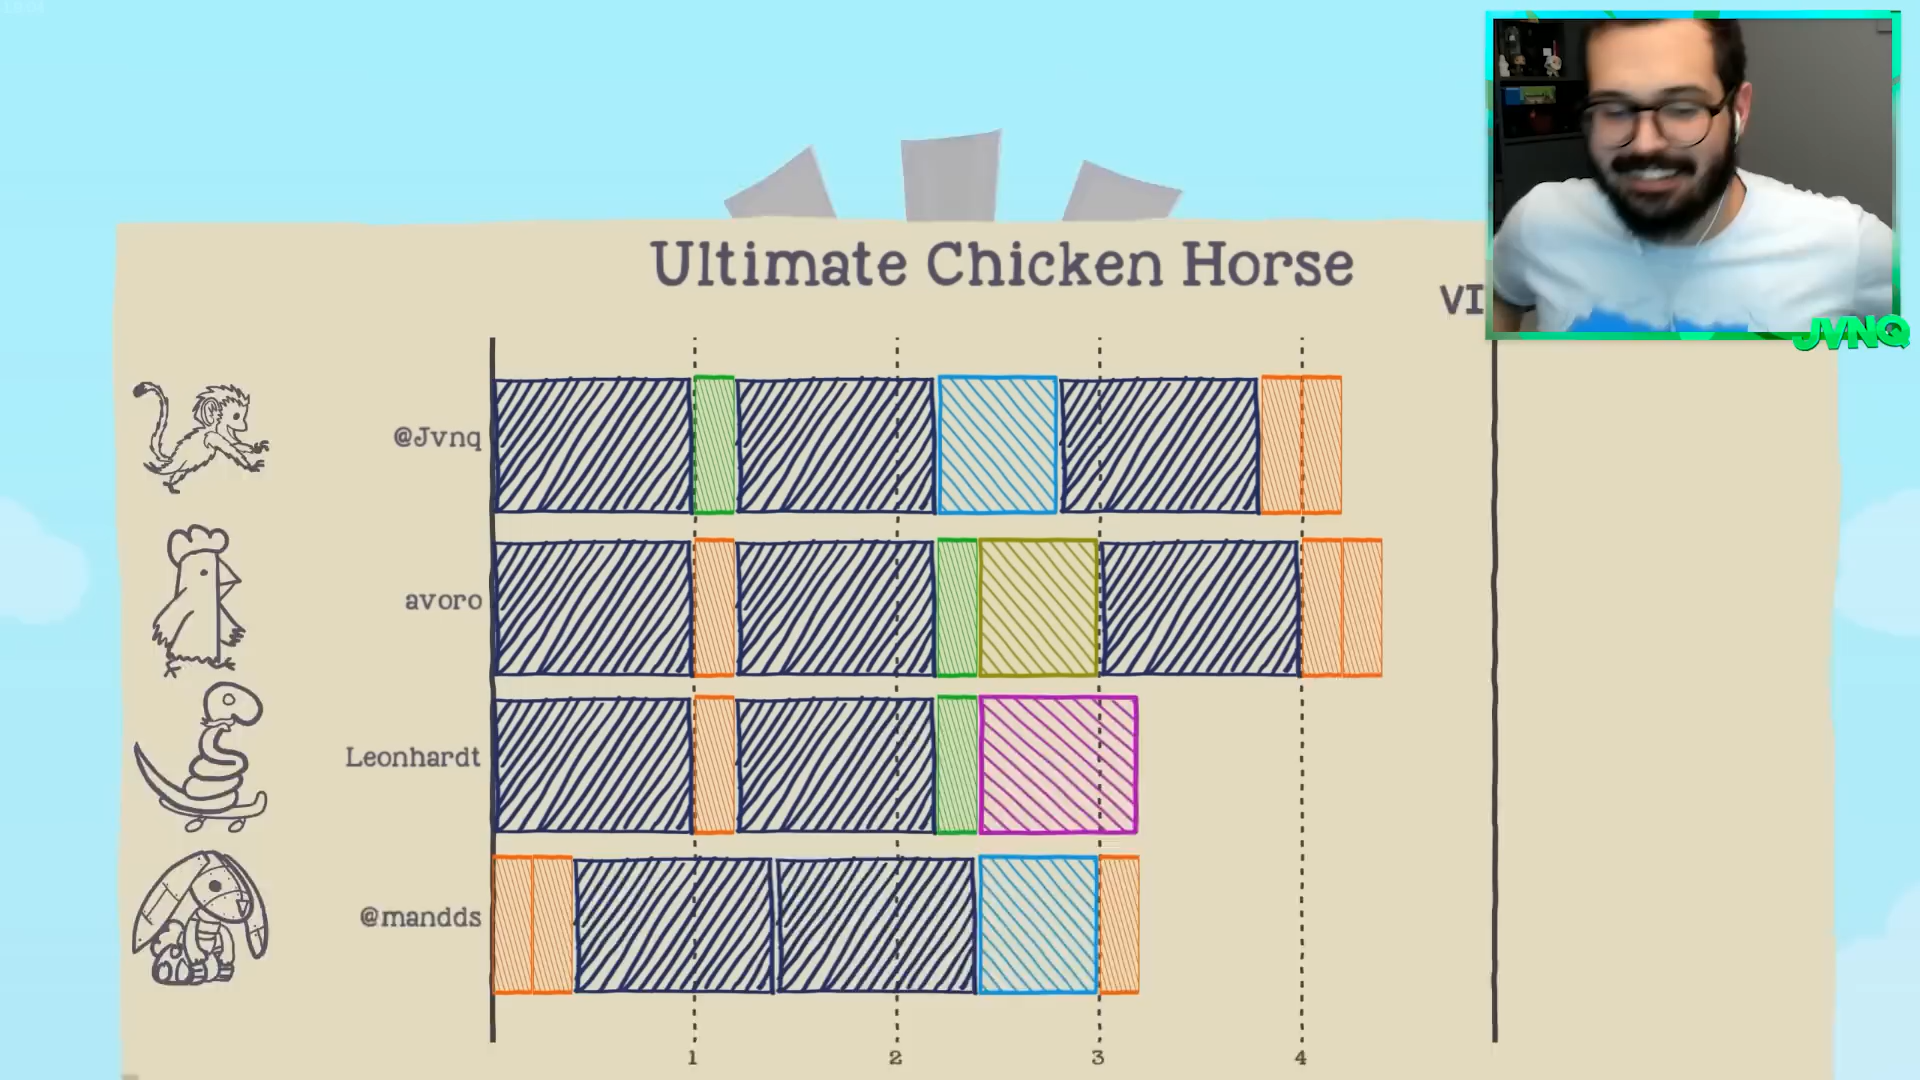 Ultimate Chicken Horse
VI
JVNQ
@Jvnq
avoro
Leonhardt
@mandds
1 2 3 4